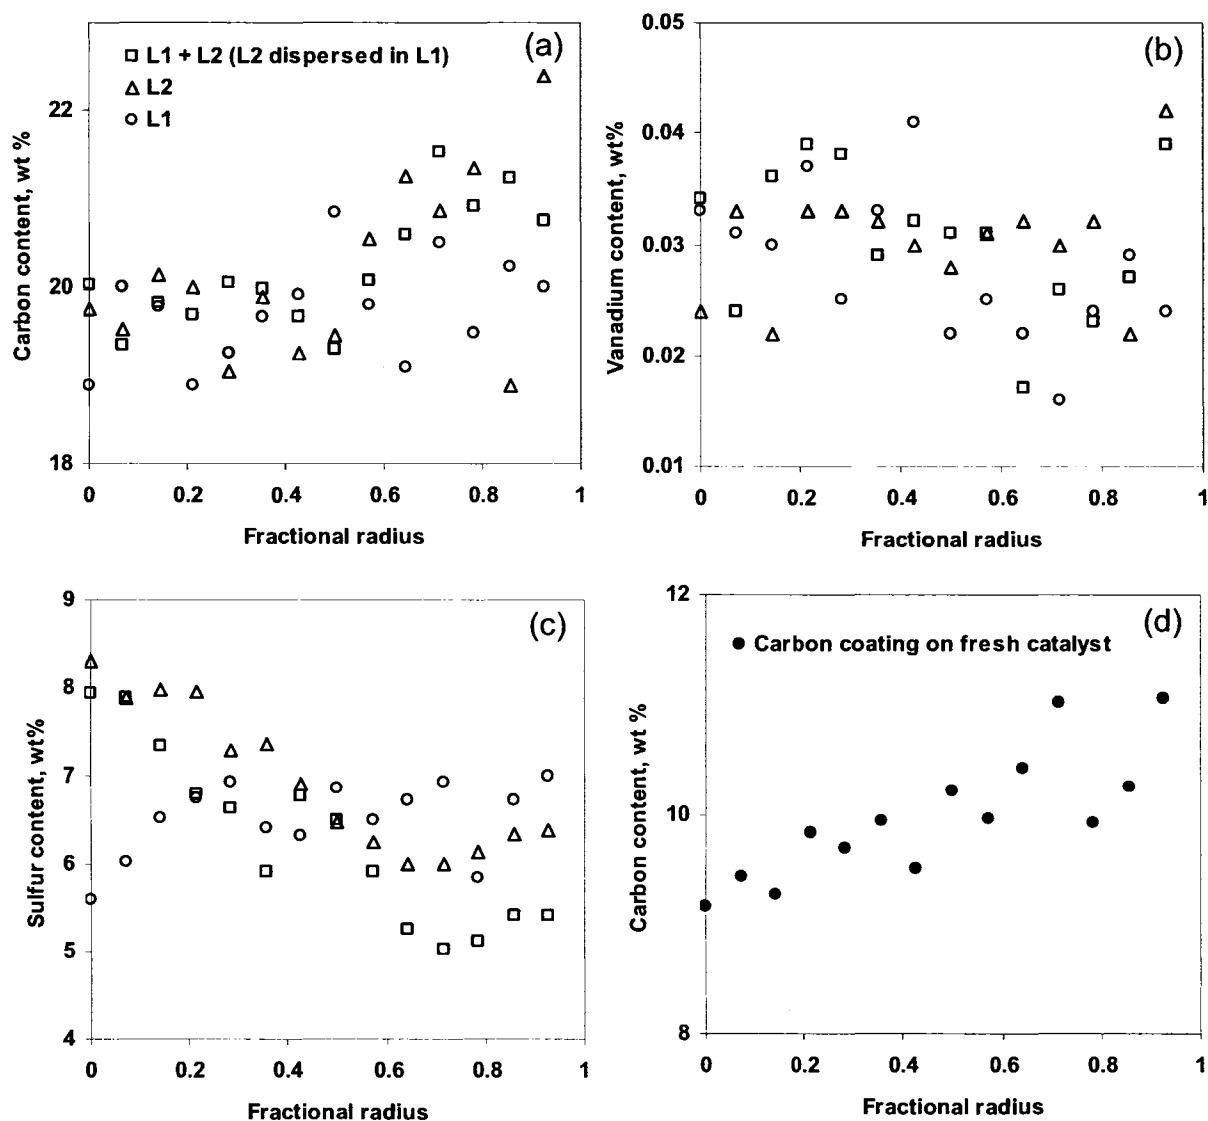 (a)
L1 + L2 (L2 dispersed in L1)
L2
L1
22
20
18
Carbon content, wt %
0 0.2 0.4 0.6 0.8 1
Fractional radius
(b)
0.05
0.04
0.03
0.02
0.01
Vanadium content, wt%
0 0.2 0.4 0.6 0.8 1
Fractional radius
(c)
9
8
7
6
5
4
Sulfur content, wt%
0 0.2 0.4 0.6 0.8 1
Fractional radius
(d)
Carbon coating on fresh catalyst
12
10
8
Carbon content, wt %
0 0.2 0.4 0.6 0.8 1
Fractional radius